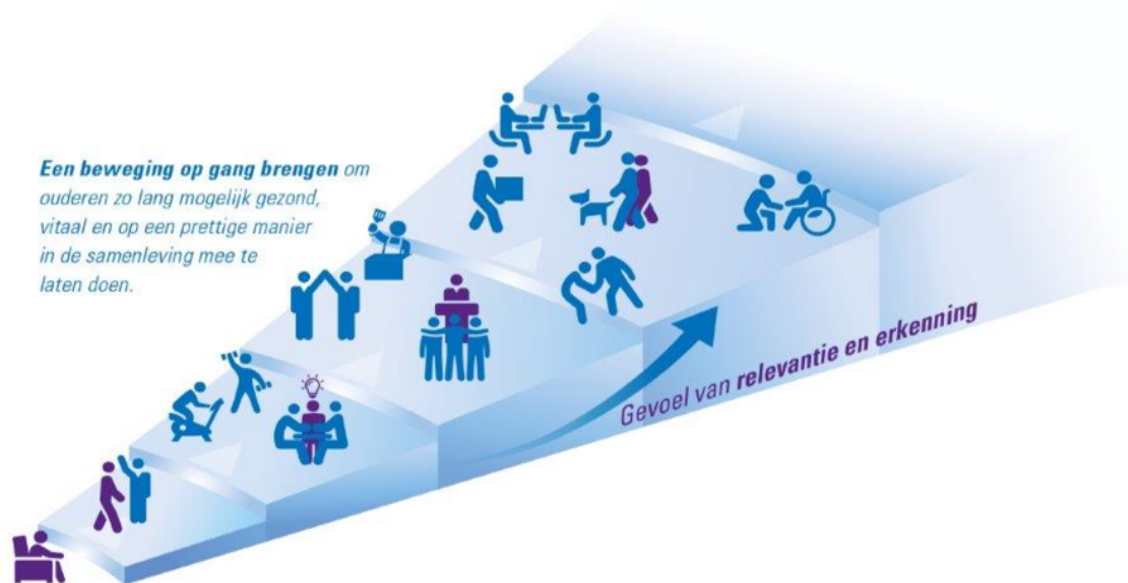 Een beweging op gang brengen om
ouderen zo lang mogelijk gezond,
vitaal en op een prettige manier
in de samenleving mee te
laten doen.
Gevoel van relevantie en erkenning